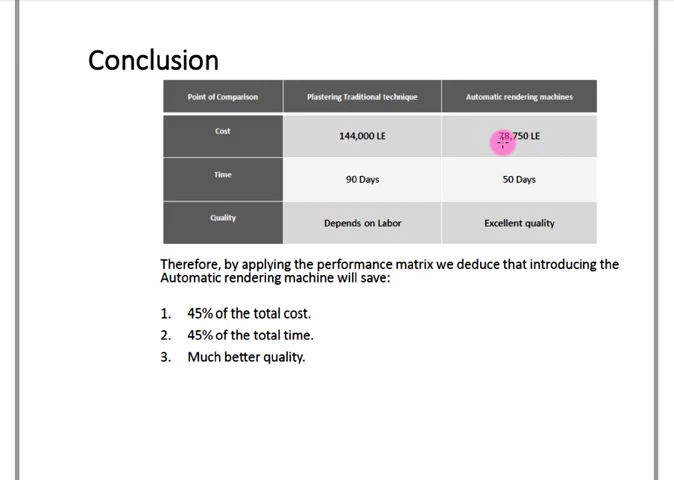 Conclusion
Point of Comparison Plastering Traditional technique Automatic rendering machines
Cost 144,000 LE 78,750 LE
Time 90 Days 50 Days
Quality Depends on Labor Excellent quality
Therefore, by applying the performance matrix we deduce that introducing the
Automatic rendering machine will save:
1. 45% of the total cost.
2. 45% of the total time.
3. Much better quality.